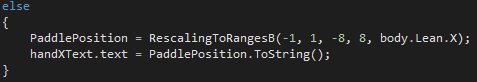 else
{
PaddlePosition = RescalingToRangesB(-1, 1, -8, 8, body.Lean.X);
handXText.text = PaddlePosition.ToString();
}